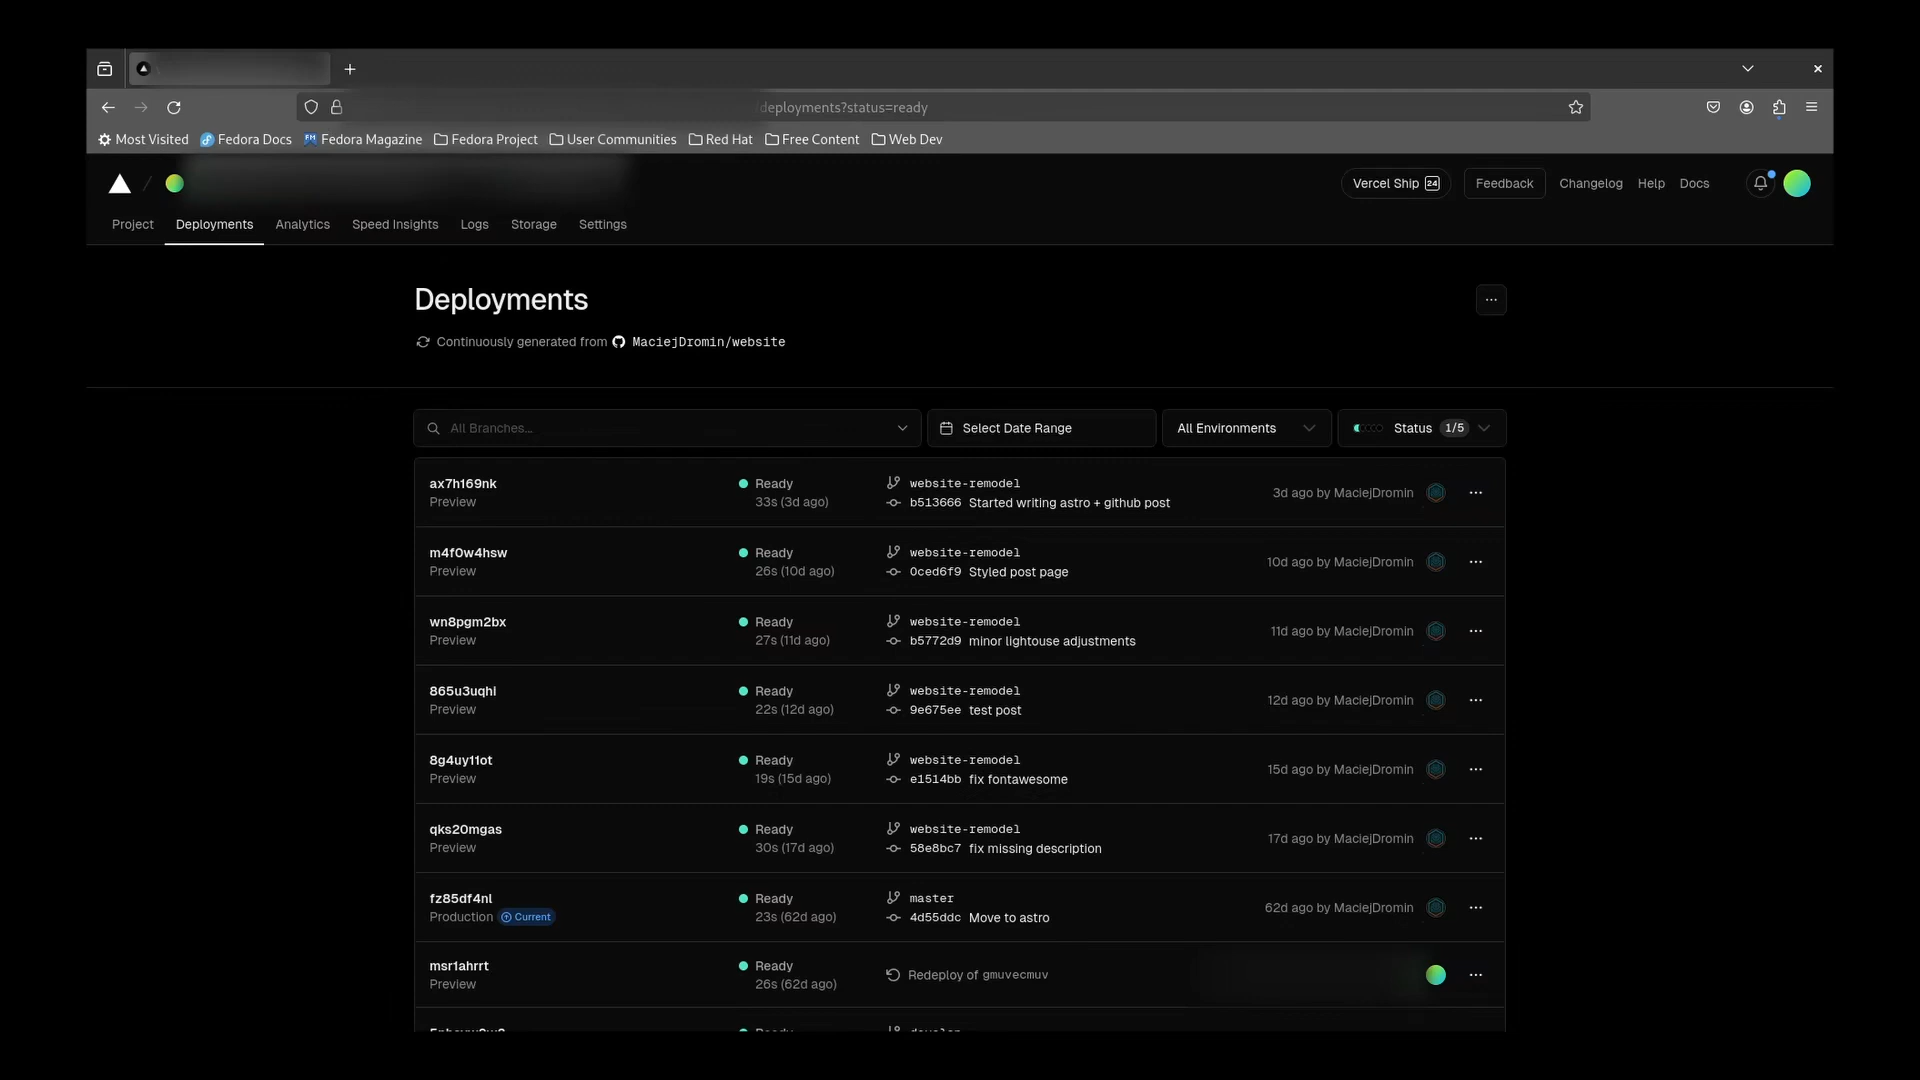 deployments?status=ready
Most Visited Fedora Docs Fedora Magazine Fedora Project User Communities Red Hat Free Content Web Dev
Vercel Ship 24 Feedback Changelog Help Docs
Project Deployments Analytics Speed Insights Logs Storage Settings
Deployments
Continuously generated from MaciejDromin/website
All Branches... Select Date Range All Environments Status 1/5
ax7h169nk Ready website-remodel
Preview 33s (3d ago) b513666 Started writing astro + github post 3d ago by MaciejDromin
m4f0w4hsw Ready website-remodel
Preview 26s (10d ago) 0ced6f9 Styled post page 10d ago by MaciejDromin
wn8pgm2bx Ready website-remodel
Preview 27s (11d ago) b5772d9 minor lightouse adjustments 11d ago by MaciejDromin
865u3uqhi Ready website-remodel
Preview 22s (12d ago) 9e675ee test post 12d ago by MaciejDromin
8g4uy11ot Ready website-remodel
Preview 19s (15d ago) e1514bb fix fontawesome 15d ago by MaciejDromin
qks20mgas Ready website-remodel
Preview 30s (17d ago) 58e8bc7 fix missing description 17d ago by MaciejDromin
fz85df4nl Ready master
Production Current 23s (62d ago) 4d55ddc Move to astro 62d ago by MaciejDromin
msr1ahrrt Ready Redeploy of gmuvecmuv
Preview 26s (62d ago)